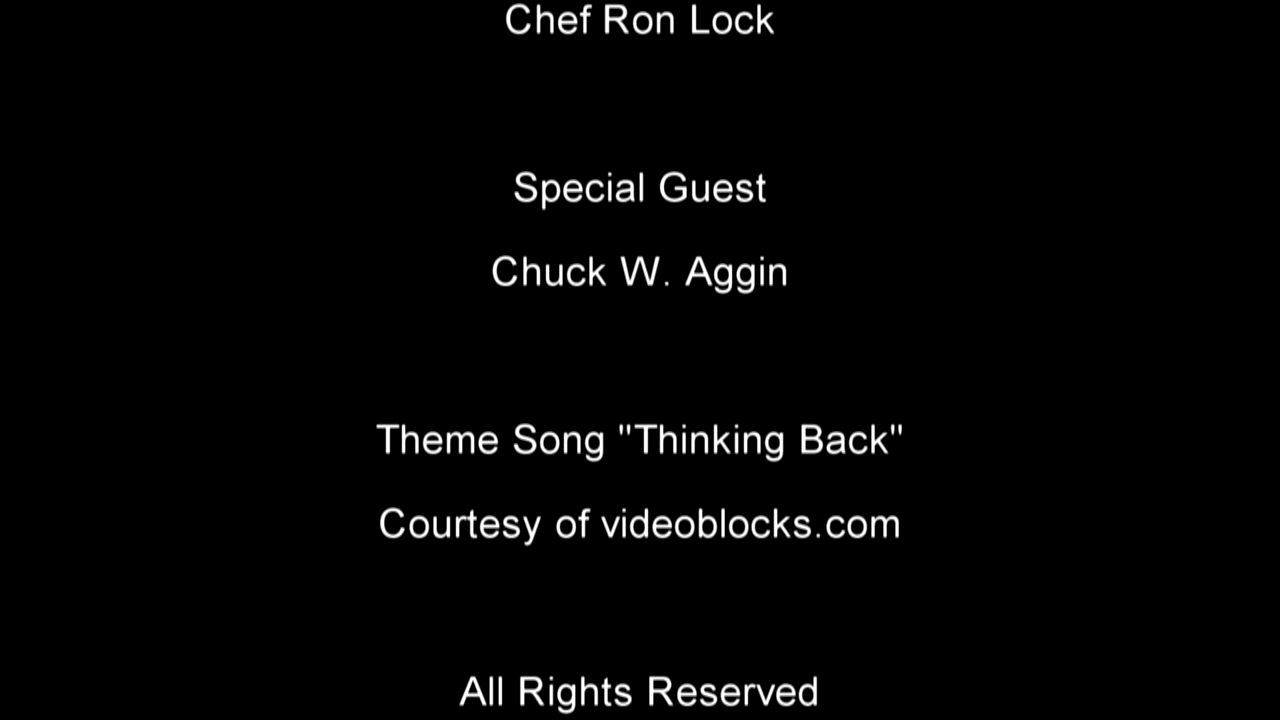 Chef Ron Lock
Special Guest
Chuck W. Aggin
Theme Song "Thinking Back"
Courtesy of videoblocks.com
All Rights Reserved